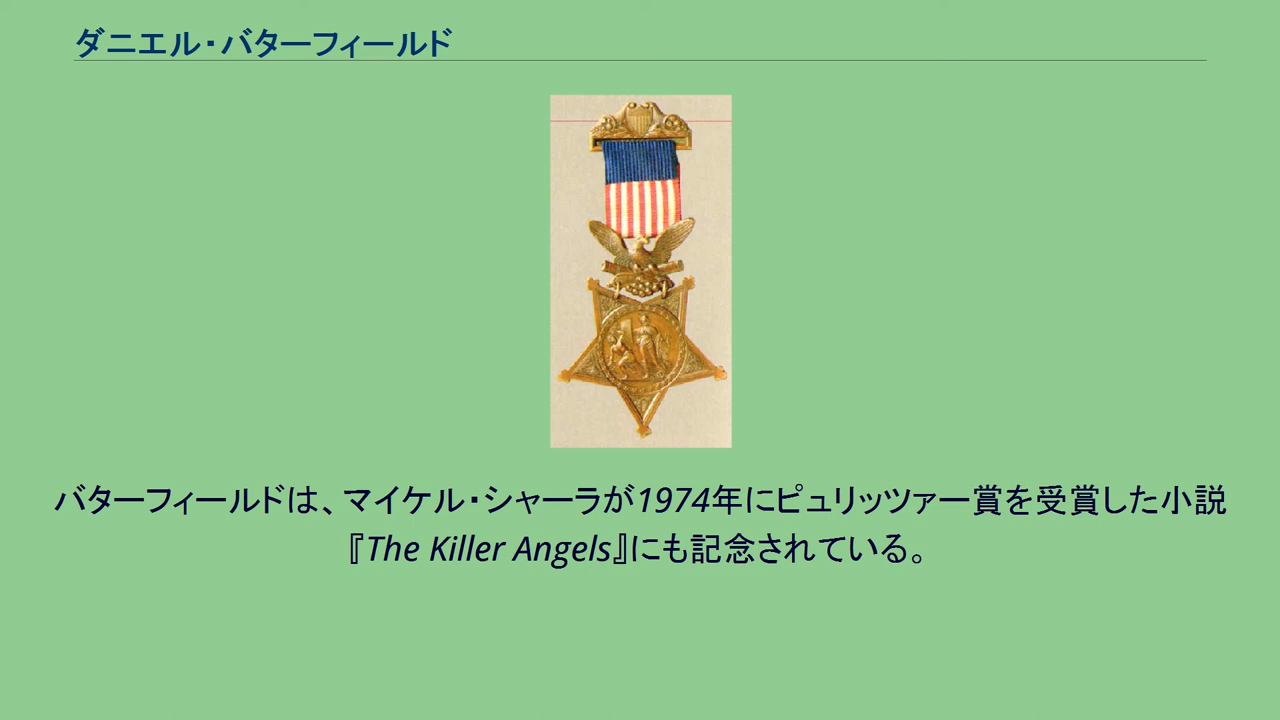 ダニエル・バターフィールド
バターフィールドは、マイケル・シャーラが1974年にピュリッツァー賞を受賞した小説
『The Killer Angels』にも記念されている。